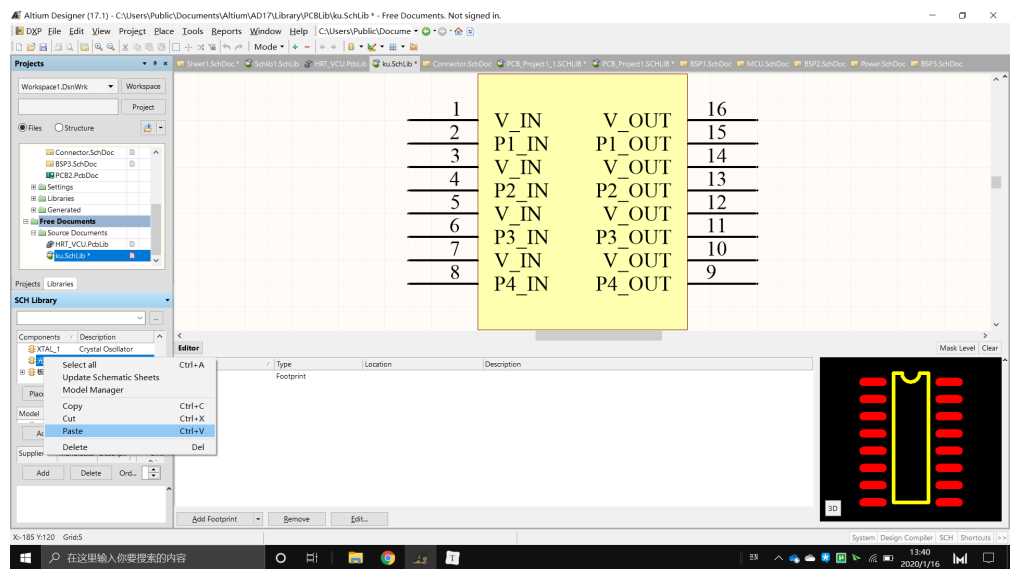 Altium Designer (17.1) - C:\Users\Public\Documents\Altium\AD17\Library\PCBLib\ku.SchLib * - Free Documents. Not signed in.
DXP File Edit View Project Place Tools Reports Window Help C:\Users\Public\Docume
Mode
Projects
Sheet1.SchDoc * Schlib1.SchLib HRT_VCU.PcbLib ku.SchLib * Connector.SchDoc PCB_Project1_1.SCHLIB * PCB_Project1.SCHLIB * BSP1.SchDoc MCU.SchDoc BSP2.SchDoc Power.SchDoc BSP3.SchDoc
Workspace1.DsnWrk Workspace
Project
Files Structure
Connector.SchDoc
BSP3.SchDoc
PCB2.PcbDoc
Settings
Libraries
Generated
Free Documents
Source Documents
HRT_VCU.PcbLib
ku.SchLib *
Projects Libraries
SCH Library
...
Components / Description
XTAL_1 Crystal Oscillator
Select all Ctrl+A
Update Schematic Sheets
Model Manager
Copy Ctrl+C
Cut Ctrl+X
Paste Ctrl+V
Delete Del
Plac
Model
Supplier
Add Delete Ord...
1 V_IN V_OUT 16
2 P1_IN P1_OUT 15
3 V_IN V_OUT 14
4 P2_IN P2_OUT 13
5 V_IN V_OUT 12
6 P3_IN P3_OUT 11
7 V_IN V_OUT 10
8 P4_IN P4_OUT 9
Editor Mask Level Clear
/ Type Location Description
Footprint
3D
Add Footprint Remove Edit...
X:-185 Y:120 Grid:5 System Design Compiler SCH Shortcuts >>
在这里输入你要搜索的内容
13:40
2020/1/16